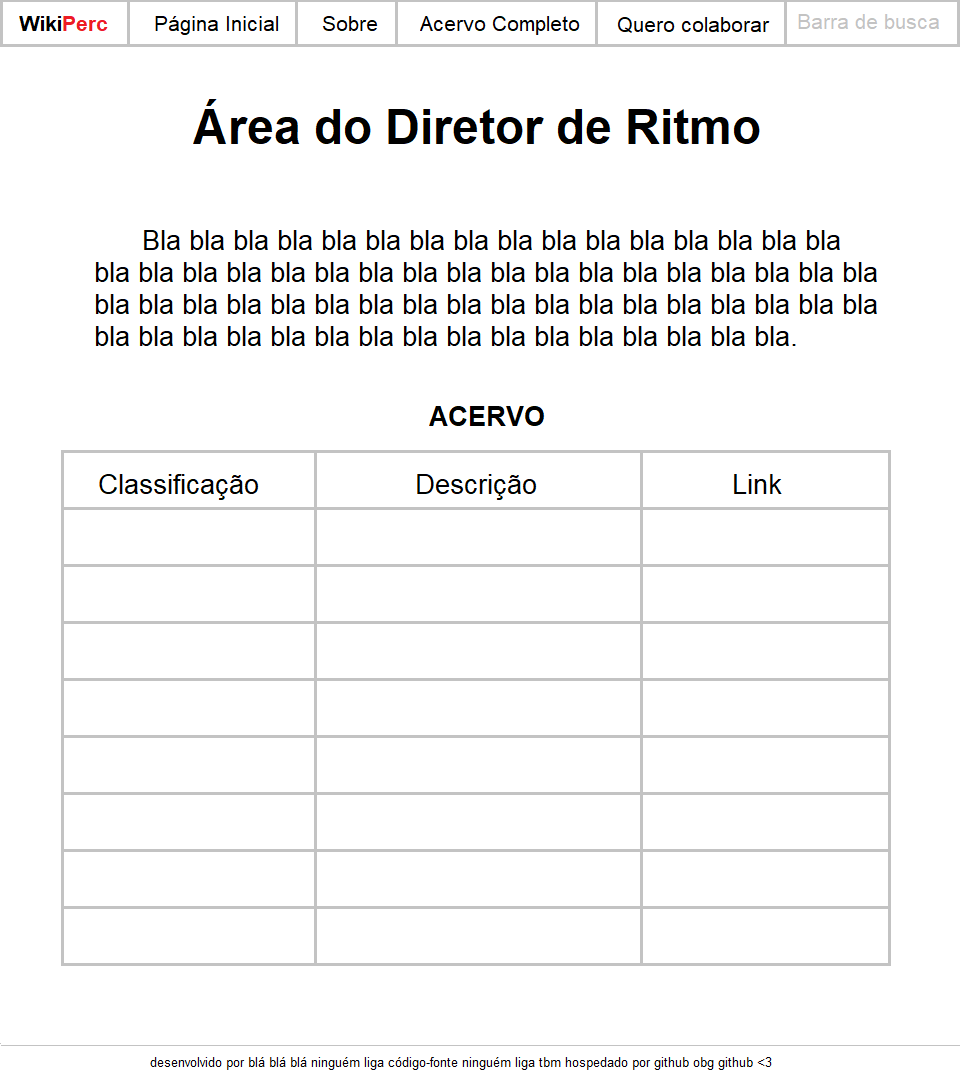 WikiPerc Página Inicial Sobre Acervo Completo Quero colaborar Barra de busca
Área do Diretor de Ritmo
Bla bla bla bla bla bla bla bla bla bla bla bla bla bla bla bla
bla bla bla bla bla bla bla bla bla bla bla bla bla bla bla bla bla bla
bla bla bla bla bla bla bla bla bla bla bla bla bla bla bla bla bla bla
bla bla bla bla bla bla bla bla bla bla bla bla bla bla bla bla.
ACERVO
Classificação Descrição Link
desenvolvido por blá blá blá ninguém liga código-fonte ninguém liga tbm hospedado por github obg github <3